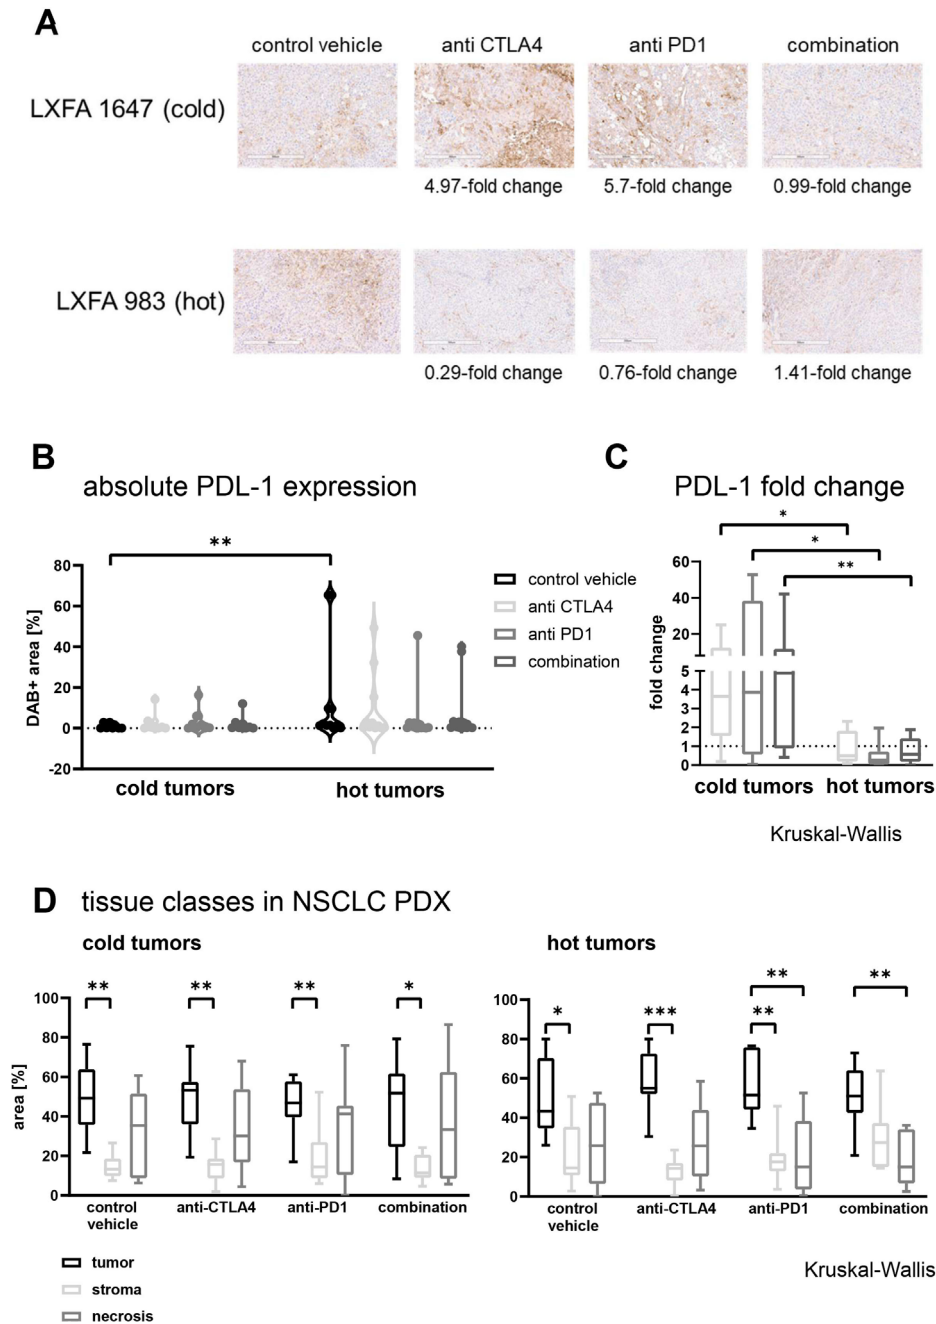 A
control vehicle anti CTLA4 anti PD1 combination
LXFA 1647 (cold)
4.97-fold change 5.7-fold change 0.99-fold change
LXFA 983 (hot)
0.29-fold change 0.76-fold change 1.41-fold change
B
absolute PDL-1 expression
**
DAB+ area [%]
80
60
40
20
0
-20
cold tumors hot tumors
control vehicle
anti CTLA4
anti PD1
combination
C
PDL-1 fold change
*
*
**
fold change
60
40
20
5
4
3
2
1
0
cold tumors hot tumors
Kruskal-Wallis
D tissue classes in NSCLC PDX
cold tumors
** ** ** *
area [%]
100
80
60
40
20
0
control vehicle anti-CTLA4 anti-PD1 combination
hot tumors
* *** ** ** **
100
80
60
40
20
0
control vehicle anti-CTLA4 anti-PD1 combination
tumor
stroma
necrosis
Kruskal-Wallis